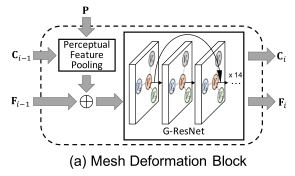 P
C_{i-1}
Perceptual
Feature
Pooling
C_i
x 14
...
F_{i-1}
F_i
G-ResNet
(a) Mesh Deformation Block